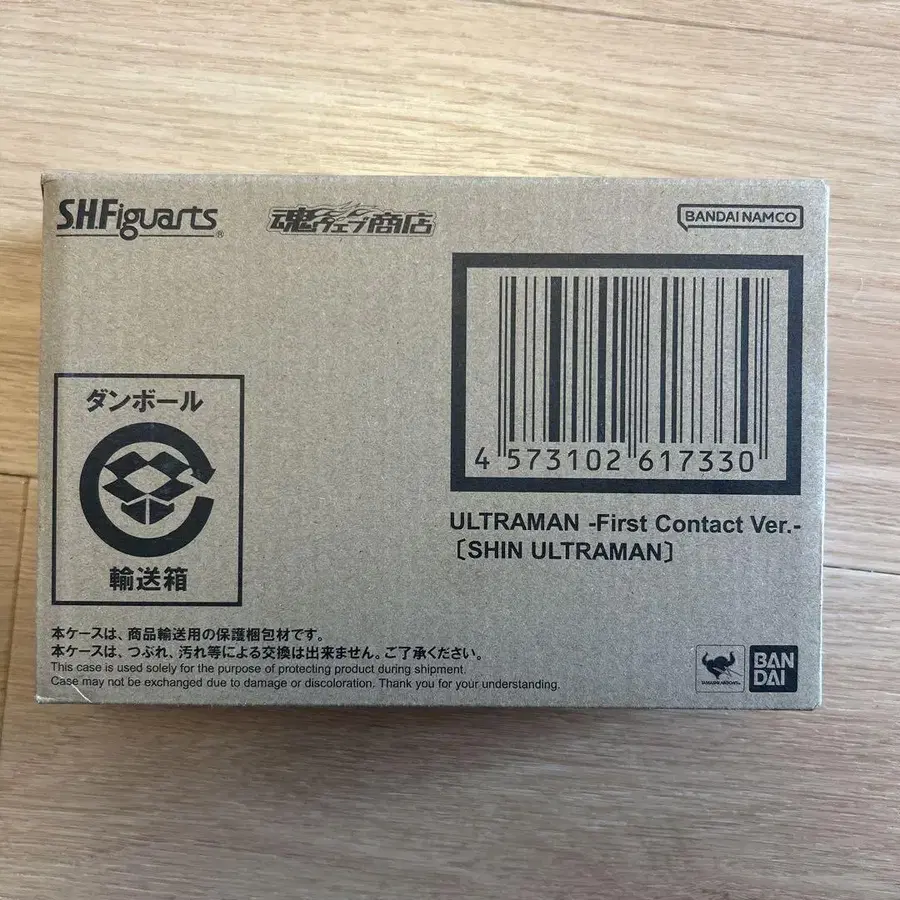 S.H.Figuarts®
魂ウェブ商店
BANDAI NAMCO
4 573102 617330
ULTRAMAN -First Contact Ver.-
〔SHIN ULTRAMAN〕
ダンボール
輸送箱
本ケースは、商品輸送用の保護梱包材です。
本ケースは、つぶれ、汚れ等による交換は出来ません。ご了承ください。
This case is used solely for the purpose of protecting product during shipment.
Case may not be exchanged due to damage or discoloration. Thank you for your understanding.
TAMASHII NATIONS
BAN
DAI